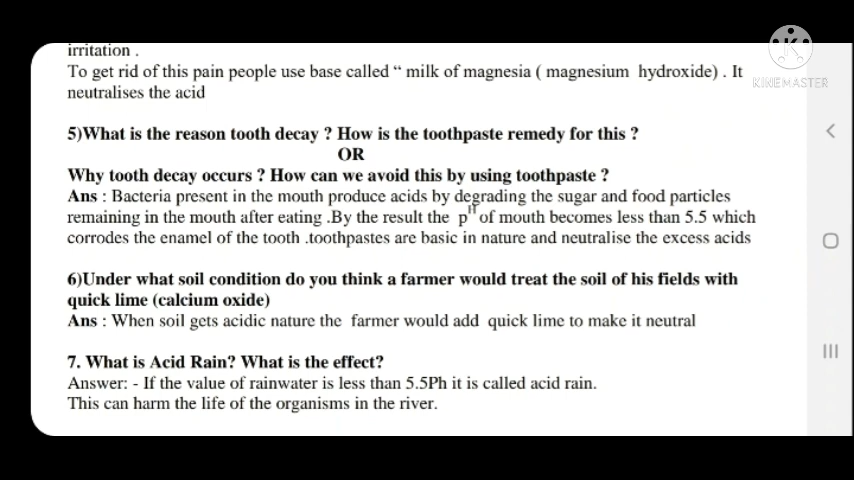 irritation .
To get rid of this pain people use base called “ milk of magnesia ( magnesium hydroxide) . It
neutralises the acid
5)What is the reason tooth decay ? How is the toothpaste remedy for this ?
OR
Why tooth decay occurs ? How can we avoid this by using toothpaste ?
Ans : Bacteria present in the mouth produce acids by degrading the sugar and food particles
remaining in the mouth after eating .By the result the pH of mouth becomes less than 5.5 which
corrodes the enamel of the tooth .toothpastes are basic in nature and neutralise the excess acids
6)Under what soil condition do you think a farmer would treat the soil of his fields with
quick lime (calcium oxide)
Ans : When soil gets acidic nature the farmer would add quick lime to make it neutral
7. What is Acid Rain? What is the effect?
Answer: - If the value of rainwater is less than 5.5Ph it is called acid rain.
This can harm the life of the organisms in the river.
K
KINEMASTER